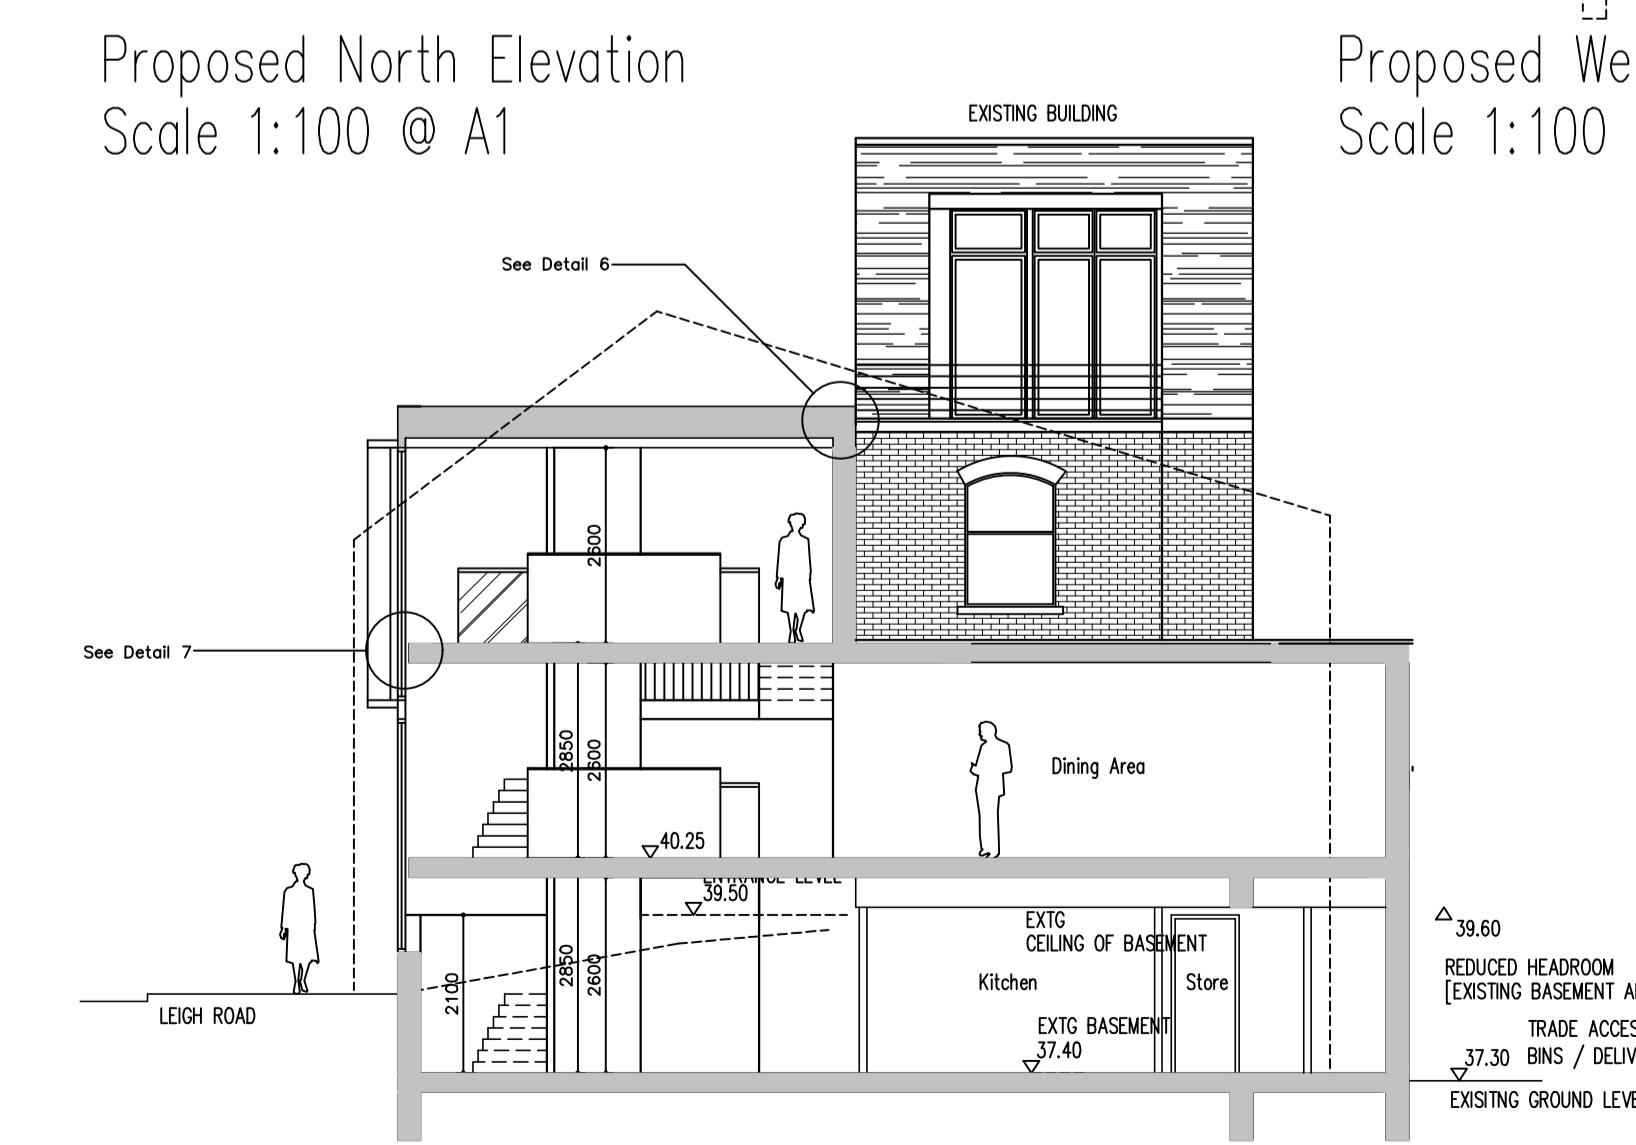 Proposed North Elevation
Scale 1:100 @ A1
Proposed We
Scale 1:100
EXISTING BUILDING
See Detail 6
2600
See Detail 7
2850
2600
Dining Area
40.25
ENTRANCE LEVEL
39.50
EXTG
CEILING OF BASEMENT
39.60
REDUCED HEADROOM
[EXISTING BASEMENT A
2100
2850
2600
Kitchen
Store
LEIGH ROAD
EXTG BASEMENT
37.40
TRADE ACCES
37.30 BINS / DELIV
EXISITNG GROUND LEVE